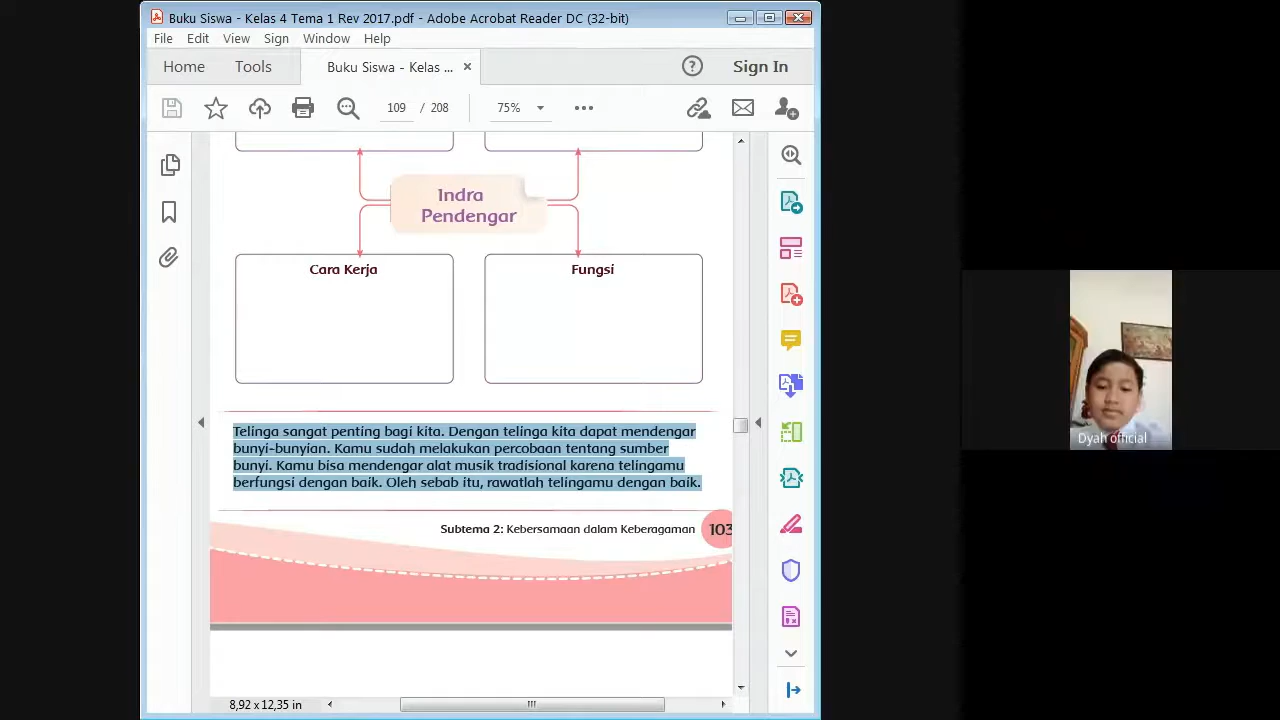 Buku Siswa - Kelas 4 Tema 1 Rev 2017.pdf - Adobe Acrobat Reader DC (32-bit)
File Edit View Sign Window Help
Home Tools Buku Siswa - Kelas ... × ? Sign In
109 / 208 75%
Indra
Pendengar
Cara Kerja Fungsi
Telinga sangat penting bagi kita. Dengan telinga kita dapat mendengar
bunyi-bunyian. Kamu sudah melakukan percobaan tentang sumber
bunyi. Kamu bisa mendengar alat musik tradisional karena telingamu
berfungsi dengan baik. Oleh sebab itu, rawatlah telingamu dengan baik.
Subtema 2: Kebersamaan dalam Keberagaman 103
8,92 x 12,35 in
Dyah official